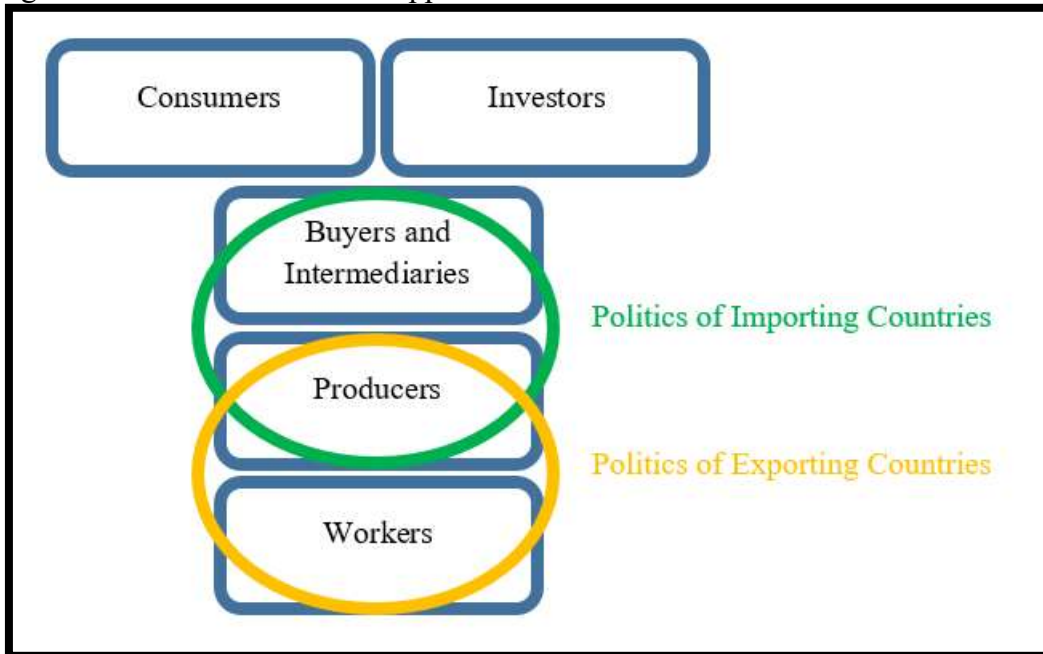 Consumers
Investors
Buyers and
Intermediaries
Politics of Importing Countries
Producers
Politics of Exporting Countries
Workers